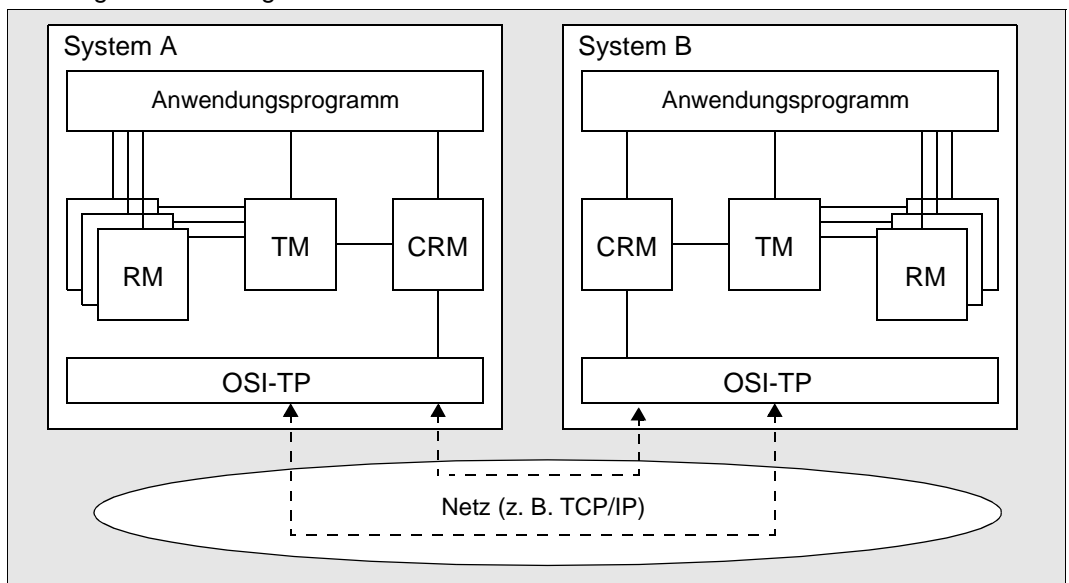 System A
Anwendungsprogramm
RM
TM
CRM
OSI-TP
System B
Anwendungsprogramm
CRM
TM
RM
OSI-TP
Netz (z. B. TCP/IP)